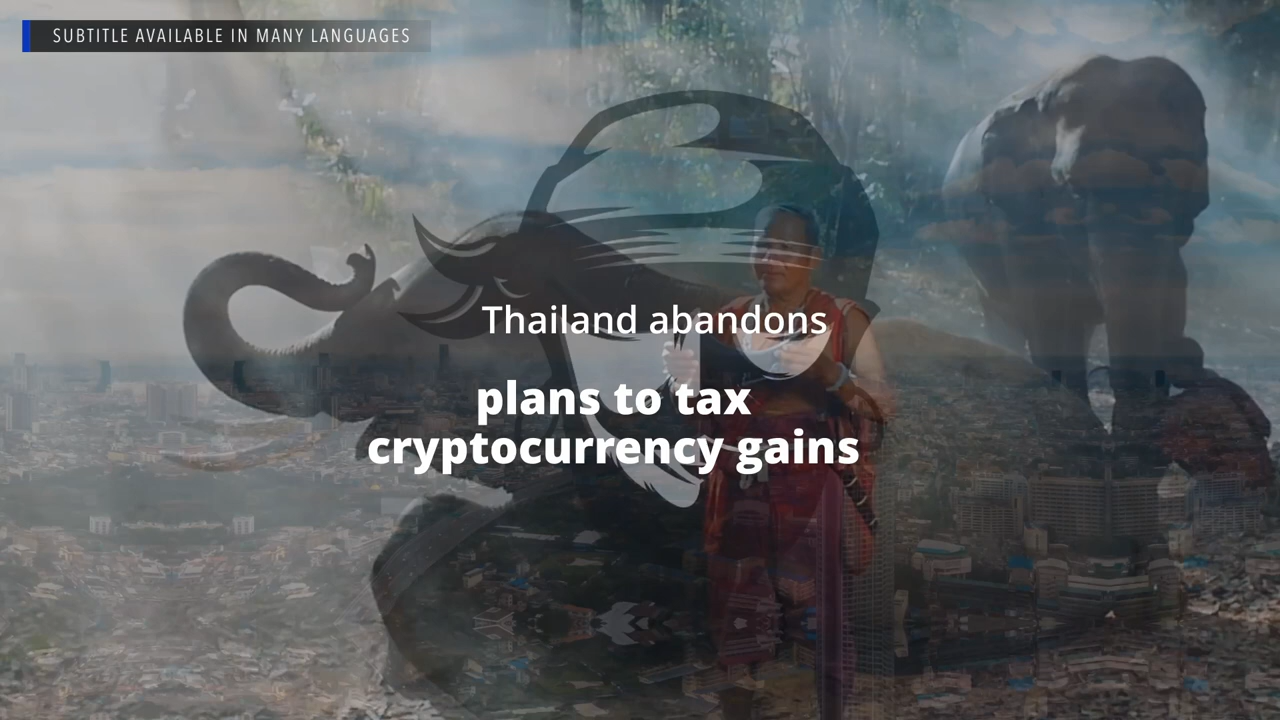 SUBTITLE AVAILABLE IN MANY LANGUAGES
Thailand abandons
plans to tax
cryptocurrency gains